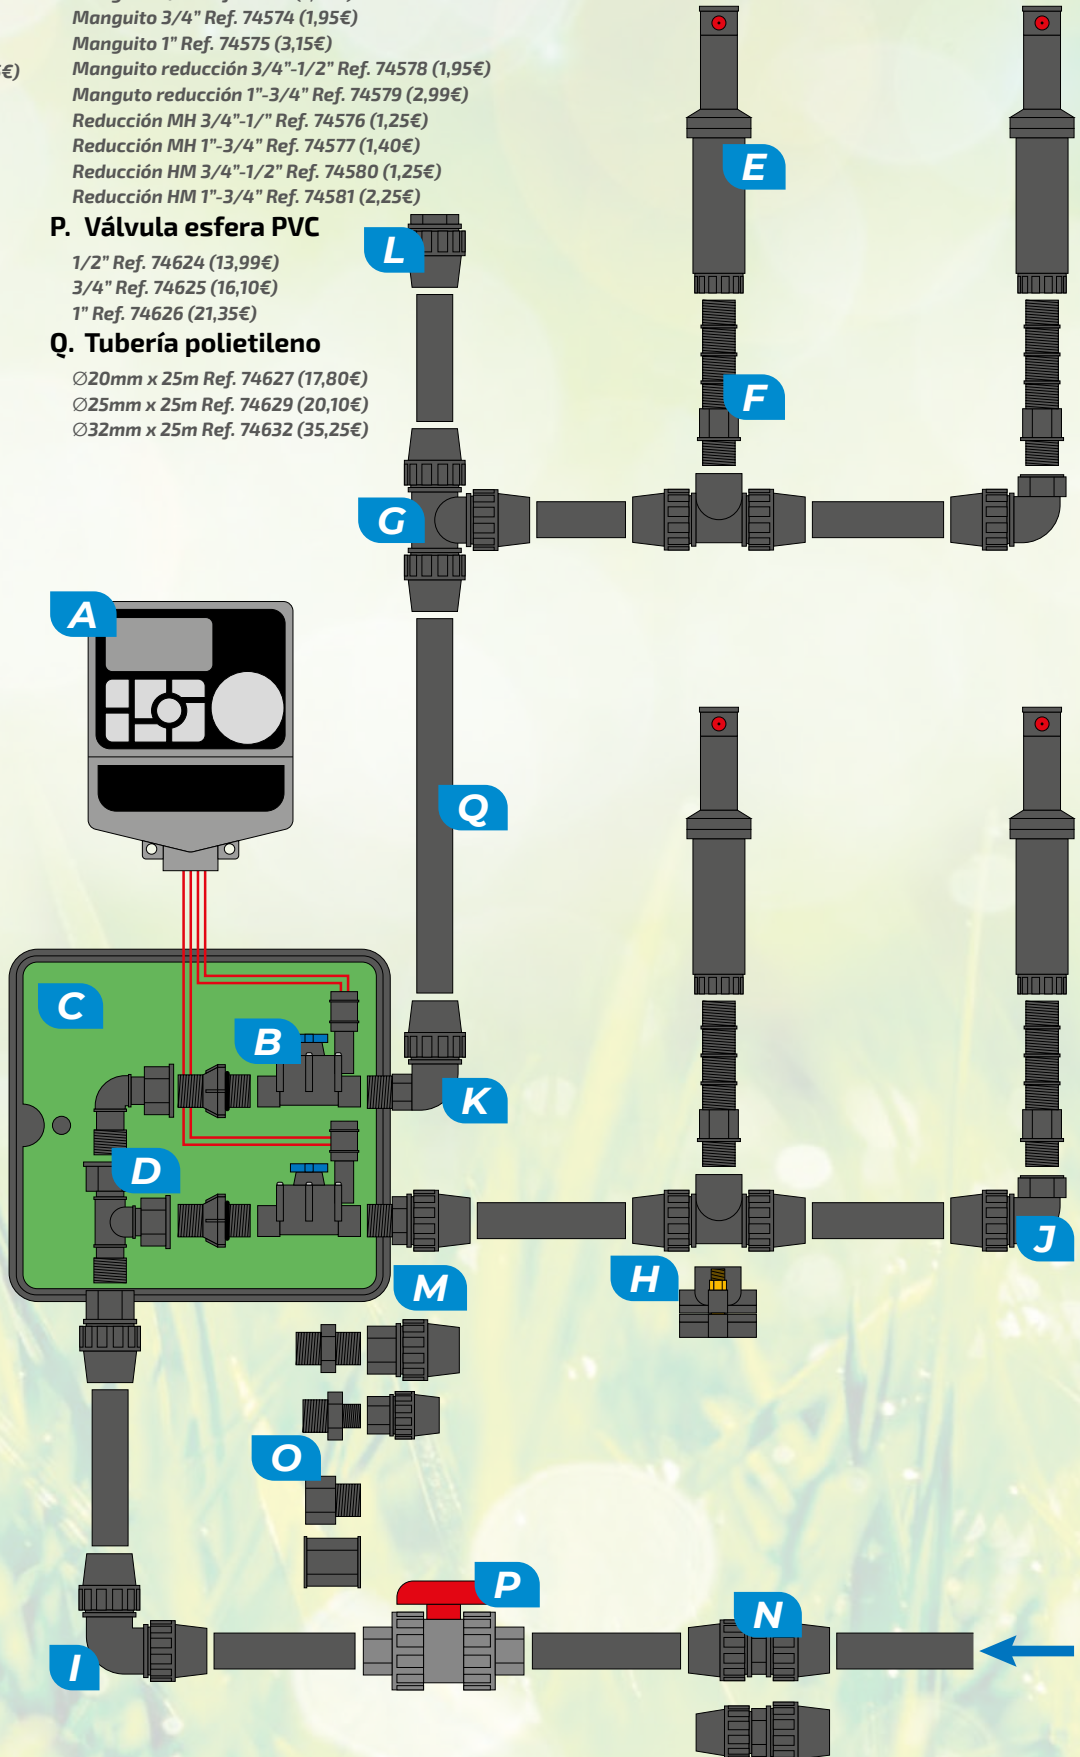 Manguito 3/4” Ref. 74574 (1,95€)
Manguito 1” Ref. 74575 (3,15€)
€)
Manguito reducción 3/4”-1/2” Ref. 74578 (1,95€)
Manguto reducción 1”-3/4” Ref. 74579 (2,99€)
Reducción MH 3/4”-1/” Ref. 74576 (1,25€)
Reducción MH 1”-3/4” Ref. 74577 (1,40€)
Reducción HM 3/4”-1/2” Ref. 74580 (1,25€)
Reducción HM 1”-3/4” Ref. 74581 (2,25€)
P. Válvula esfera PVC
1/2” Ref. 74624 (13,99€)
3/4” Ref. 74625 (16,10€)
1” Ref. 74626 (21,35€)
Q. Tubería polietileno
∅20mm x 25m Ref. 74627 (17,80€)
∅25mm x 25m Ref. 74629 (20,10€)
∅32mm x 25m Ref. 74632 (35,25€)
E
L
F
G
A
Q
C
B
K
D
J
H
M
O
P
N
I